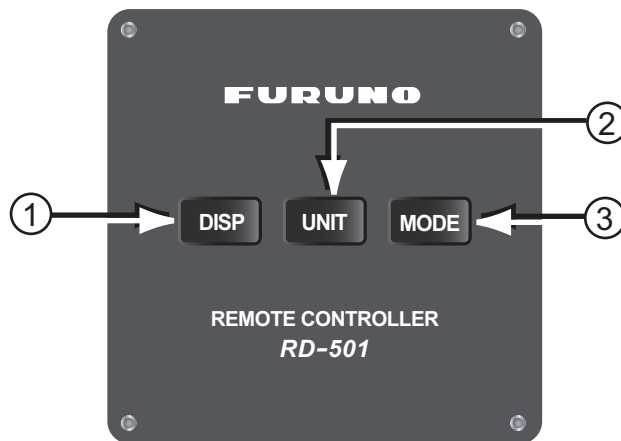 FURUNO
②
①
DISP UNIT MODE
③
REMOTE CONTROLLER
RD-501